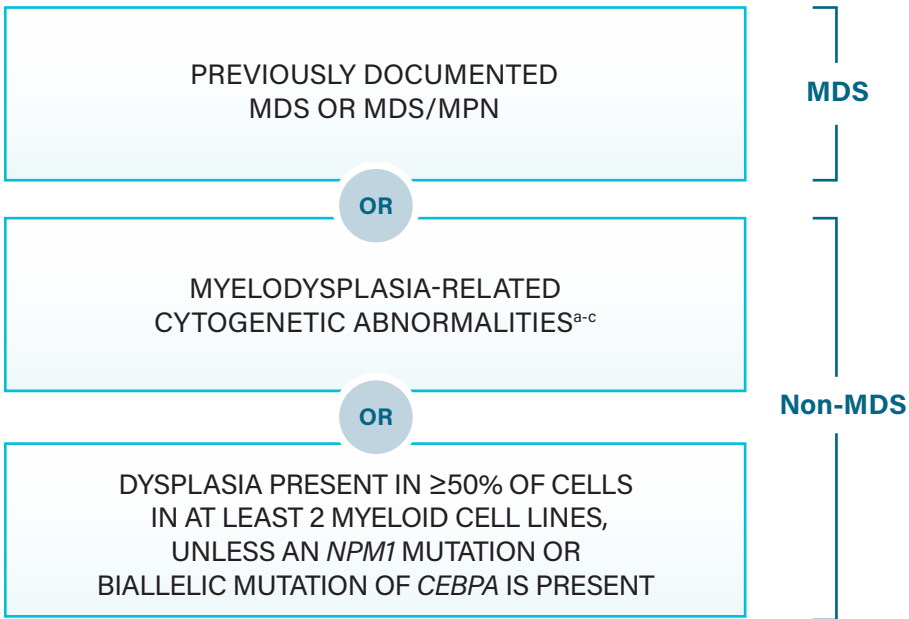 PREVIOUSLY DOCUMENTED
MDS OR MDS/MPN
MDS
OR
MYELODYSPLASIA-RELATED
CYTOGENETIC ABNORMALITIESa-c
Non-MDS
OR
DYSPLASIA PRESENT IN ≥50% OF CELLS
IN AT LEAST 2 MYELOID CELL LINES,
UNLESS AN NPM1 MUTATION OR
BIALLELIC MUTATION OF CEBPA IS PRESENT